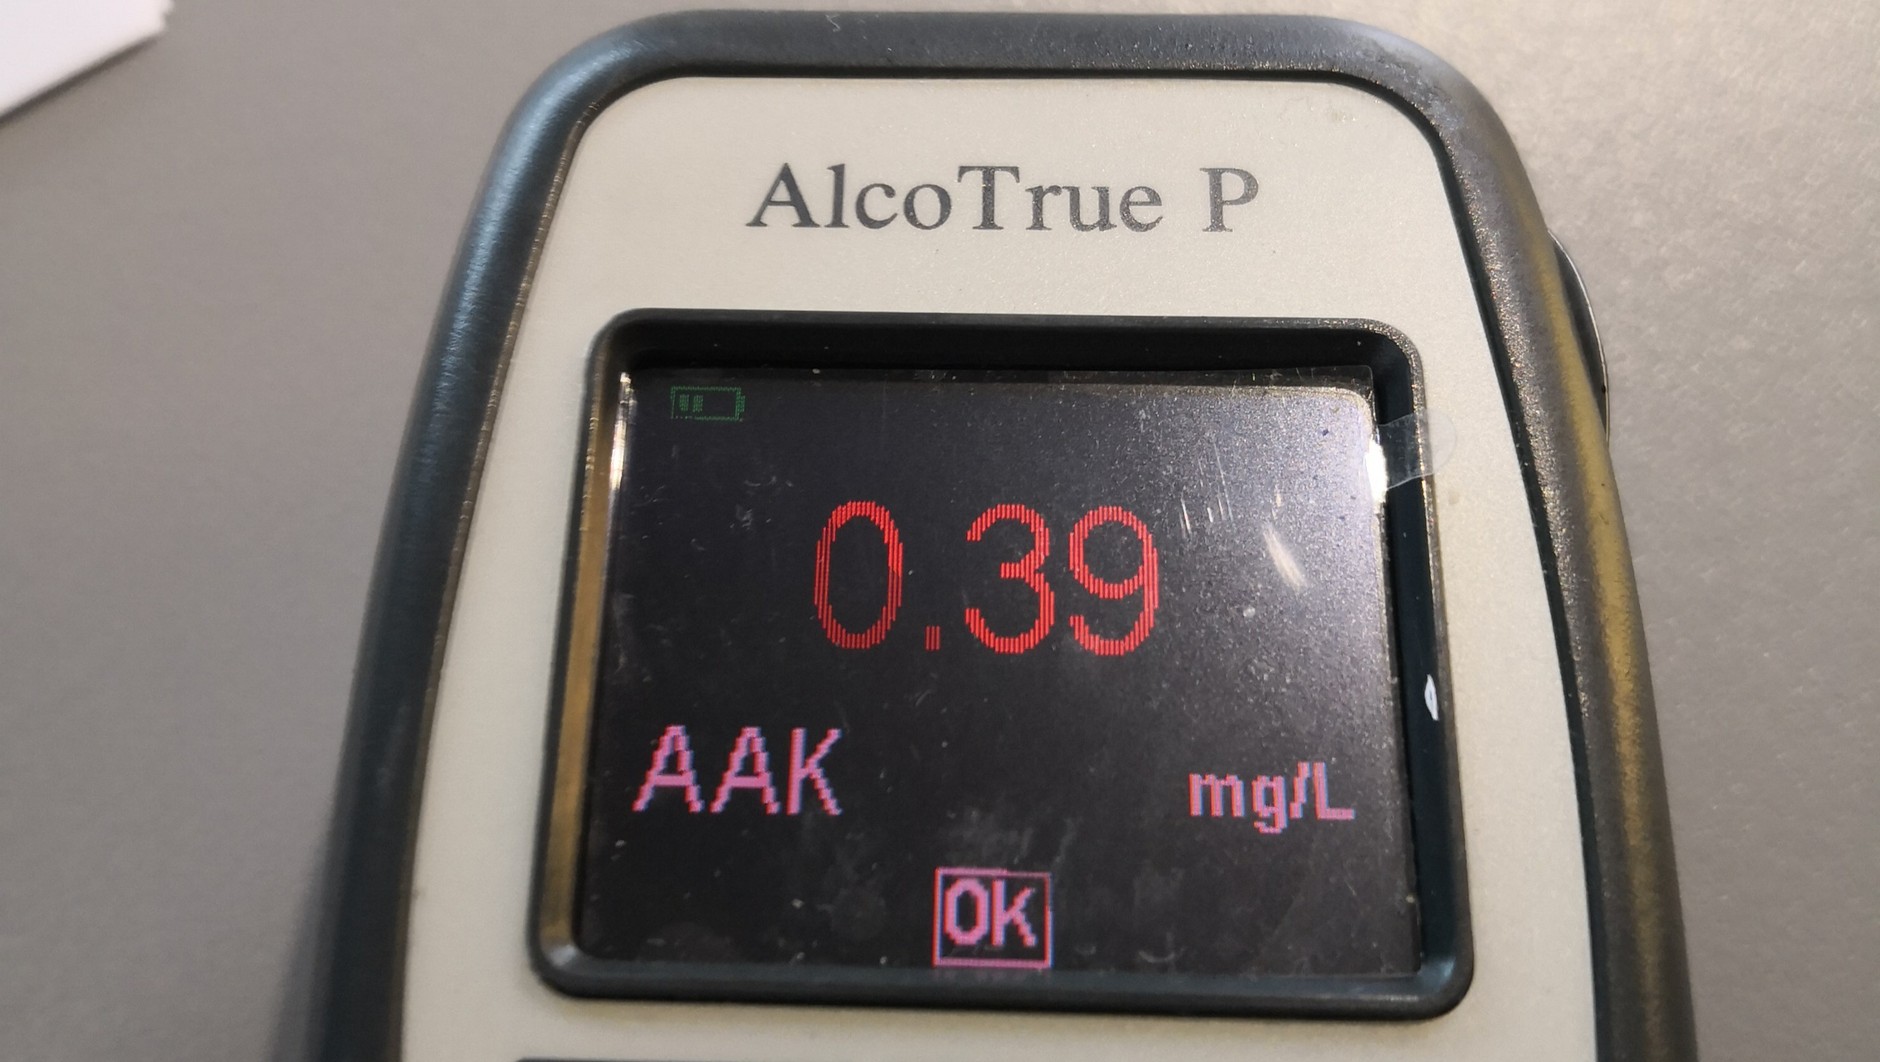 AlcoTrue P
0.39
AAK mg/L
OK